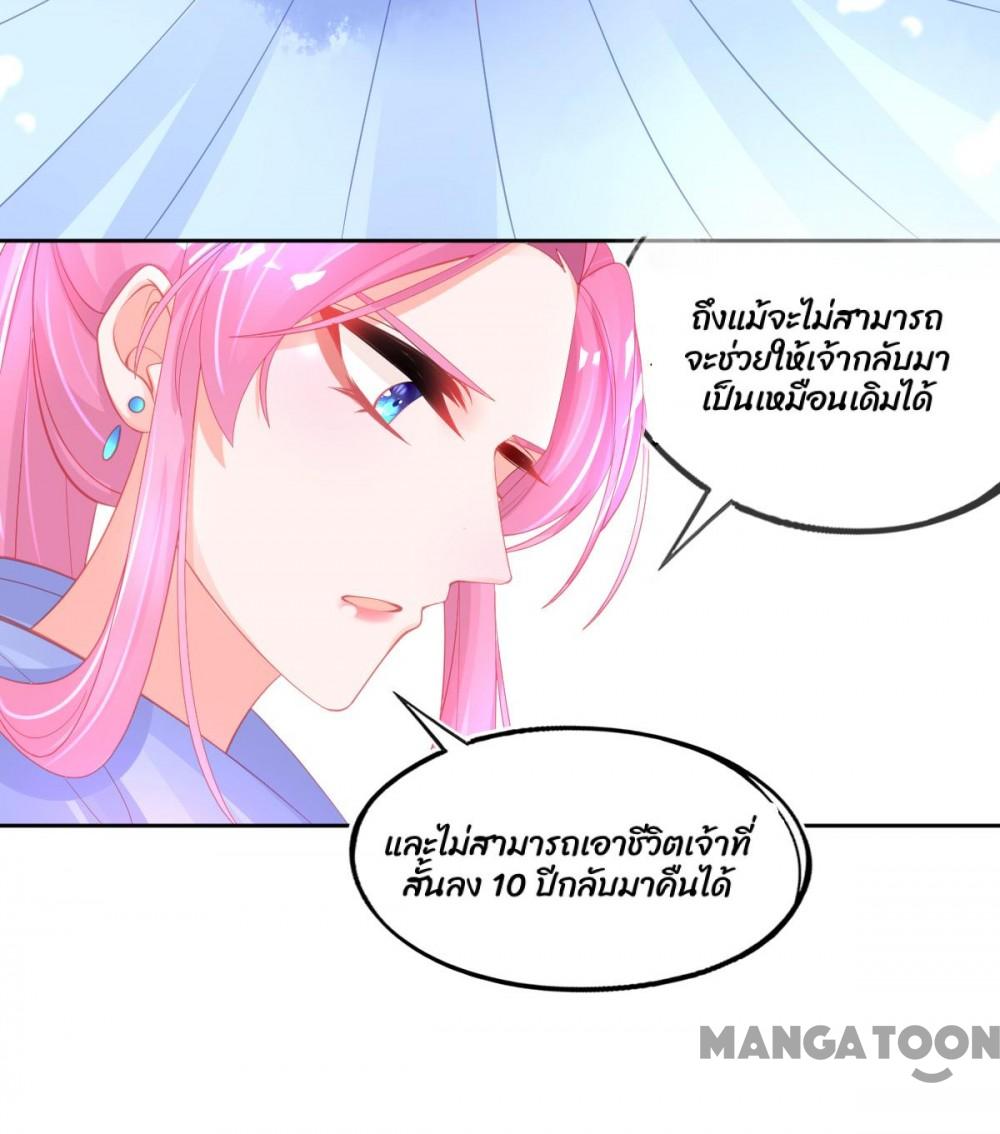 ถึงแม้จะไม่สามารถ
จะช่วยให้เจ้ากลับมา
เป็นเหมือนเดิมได้
และไม่สามารถเอาชีวิตเจ้าที่
สั้นลง 10 ปีกลับมาคืนได้
MANGATOON